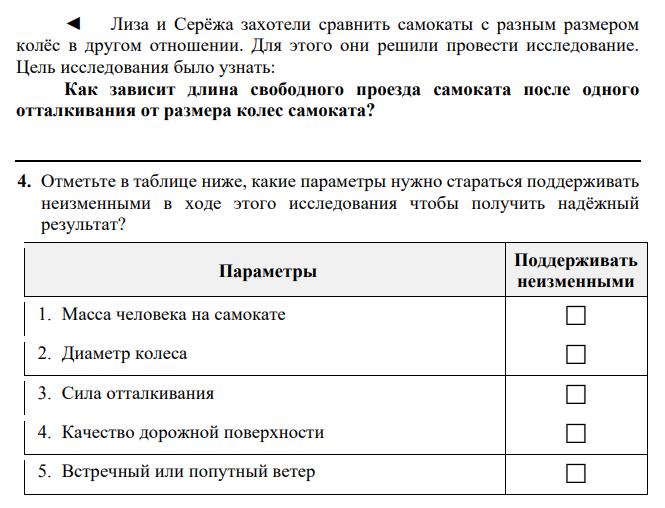 ◄ Лиза и Серёжа захотели сравнить самокаты с разным размером
колёс в другом отношении. Для этого они решили провести исследование.
Цель исследования было узнать:
Как зависит длина свободного проезда самоката после одного
отталкивания от размера колес самоката?
4. Отметьте в таблице ниже, какие параметры нужно стараться поддерживать
неизменными в ходе этого исследования чтобы получить надёжный
результат?
Параметры
Поддерживать
неизменными
1. Масса человека на самокате ☐
2. Диаметр колеса ☐
3. Сила отталкивания ☐
4. Качество дорожной поверхности ☐
5. Встречный или попутный ветер ☐